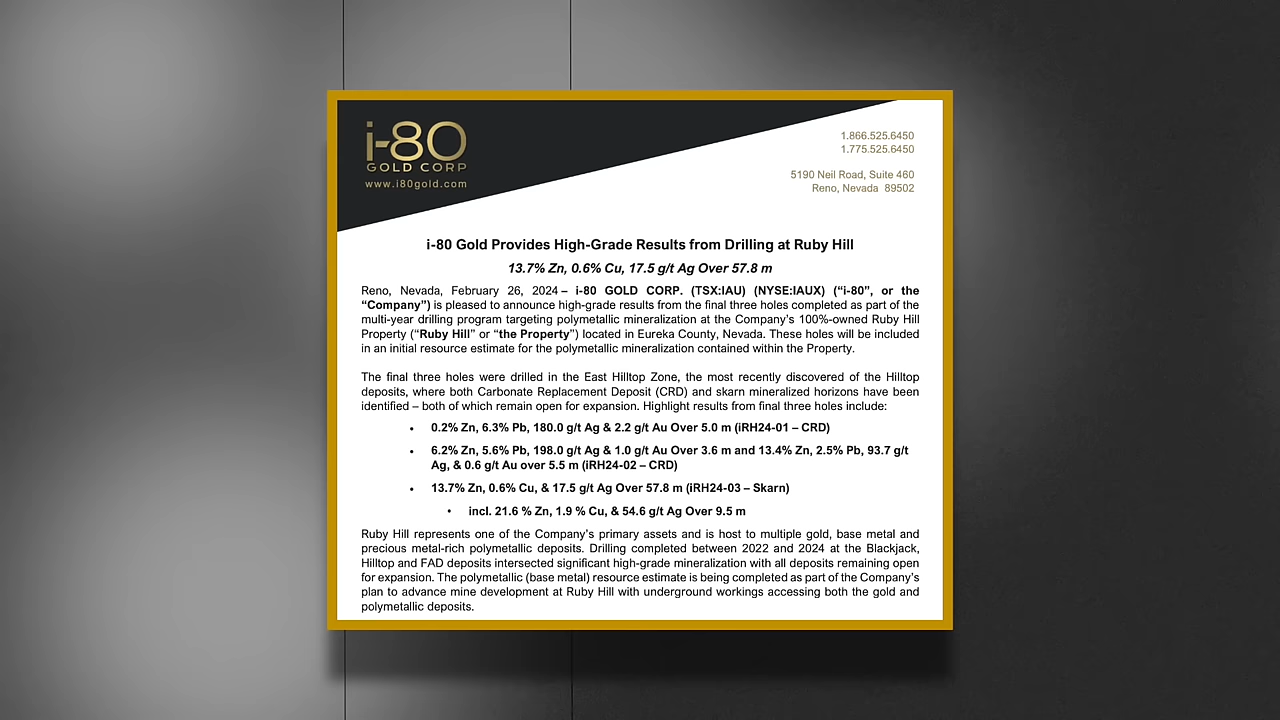 i-80
GOLD CORP
www.i80gold.com
1.866.525.6450
1.775.525.6450
5190 Neil Road, Suite 460
Reno, Nevada 89502
i-80 Gold Provides High-Grade Results from Drilling at Ruby Hill
13.7% Zn, 0.6% Cu, 17.5 g/t Ag Over 57.8 m
Reno, Nevada, February 26, 2024 – i-80 GOLD CORP. (TSX:IAU) (NYSE:IAUX) (“i-80”, or the
“Company”) is pleased to announce high-grade results from the final three holes completed as part of the
multi-year drilling program targeting polymetallic mineralization at the Company’s 100%-owned Ruby Hill
Property (“Ruby Hill” or “the Property”) located in Eureka County, Nevada. These holes will be included
in an initial resource estimate for the polymetallic mineralization contained within the Property.
The final three holes were drilled in the East Hilltop Zone, the most recently discovered of the Hilltop
deposits, where both Carbonate Replacement Deposit (CRD) and skarn mineralized horizons have been
identified – both of which remain open for expansion. Highlight results from final three holes include:
• 0.2% Zn, 6.3% Pb, 180.0 g/t Ag & 2.2 g/t Au Over 5.0 m (iRH24-01 – CRD)
• 6.2% Zn, 5.6% Pb, 198.0 g/t Ag & 1.0 g/t Au Over 3.6 m and 13.4% Zn, 2.5% Pb, 93.7 g/t
Ag, & 0.6 g/t Au over 5.5 m (iRH24-02 – CRD)
• 13.7% Zn, 0.6% Cu, & 17.5 g/t Ag Over 57.8 m (iRH24-03 – Skarn)
• incl. 21.6 % Zn, 1.9 % Cu, & 54.6 g/t Ag Over 9.5 m
Ruby Hill represents one of the Company’s primary assets and is host to multiple gold, base metal and
precious metal-rich polymetallic deposits. Drilling completed between 2022 and 2024 at the Blackjack,
Hilltop and FAD deposits intersected significant high-grade mineralization with all deposits remaining open
for expansion. The polymetallic (base metal) resource estimate is being completed as part of the Company’s
plan to advance mine development at Ruby Hill with underground workings accessing both the gold and
polymetallic deposits.